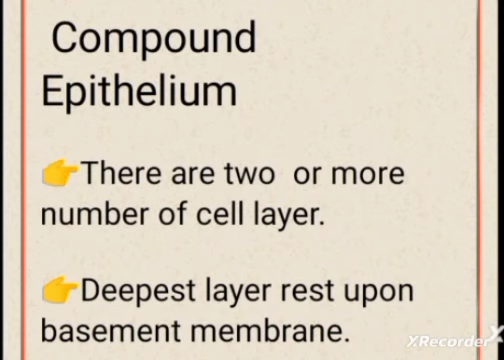 Compound
Epithelium
👉There are two or more
number of cell layer.
👉Deepest layer rest upon
basement membrane.
XRecorder